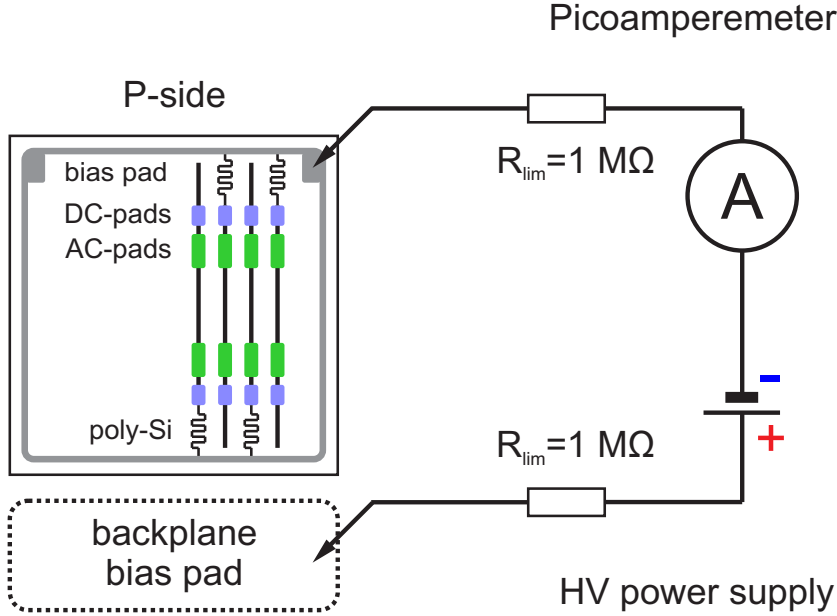 Picoamperemeter
P-side
bias pad
DC-pads
AC-pads
poly-Si
R_lim=1 MΩ
A
-
+
R_lim=1 MΩ
backplane
bias pad
HV power supply